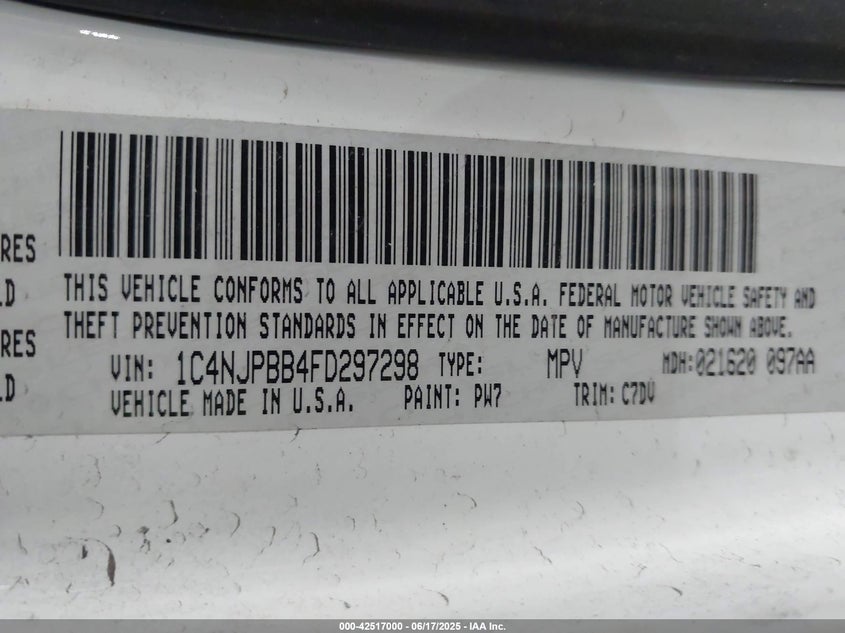 RES
LD
RES
LD
THIS VEHICLE CONFORMS TO ALL APPLICABLE U.S.A. FEDERAL MOTOR VEHICLE SAFETY AND
THEFT PREVENTION STANDARDS IN EFFECT ON THE DATE OF MANUFACTURE SHOWN ABOVE.
VIN: 1C4NJPBB4FD297298 TYPE: MPV MDH:021620 097AA
VEHICLE MADE IN U.S.A. PAINT: PW7 TRIM: C7DV
000-42517000 - 06/17/2025 - IAA Inc.